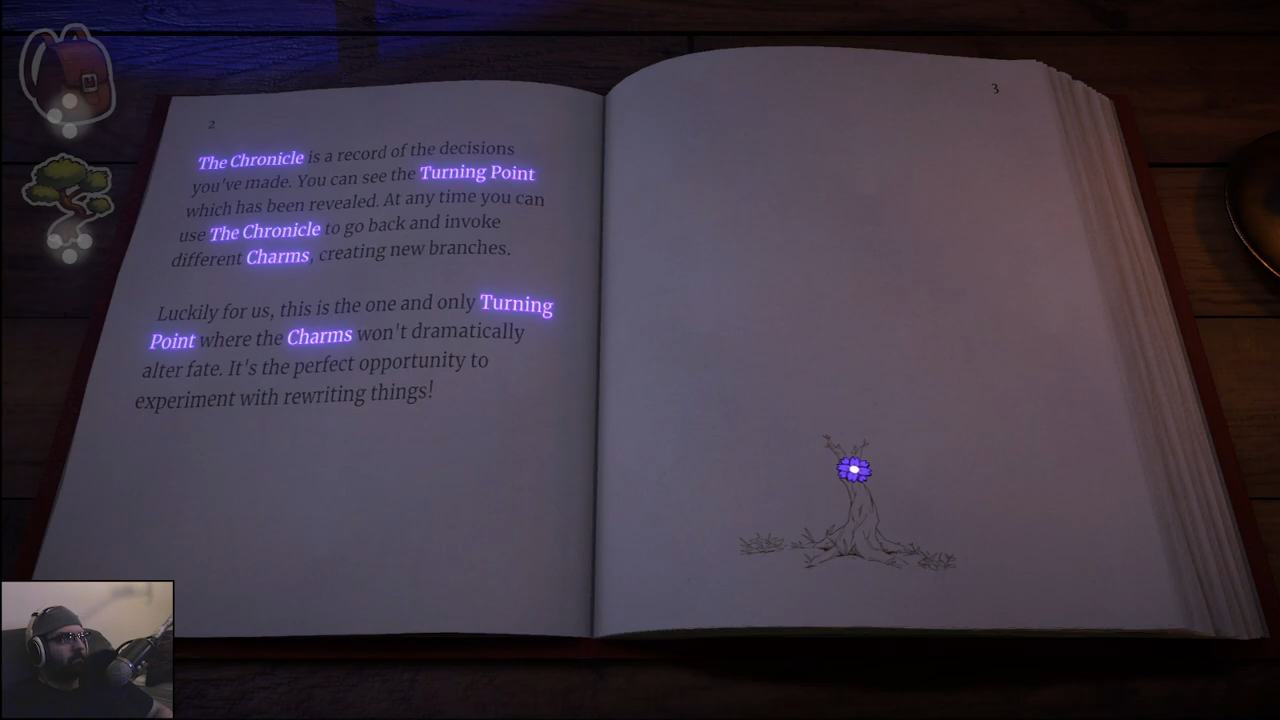 2
The Chronicle is a record of the decisions
you've made. You can see the Turning Point
which has been revealed. At any time you can
use The Chronicle to go back and invoke
different Charms, creating new branches.
Luckily for us, this is the one and only Turning
Point where the Charms won't dramatically
alter fate. It's the perfect opportunity to
experiment with rewriting things!
3